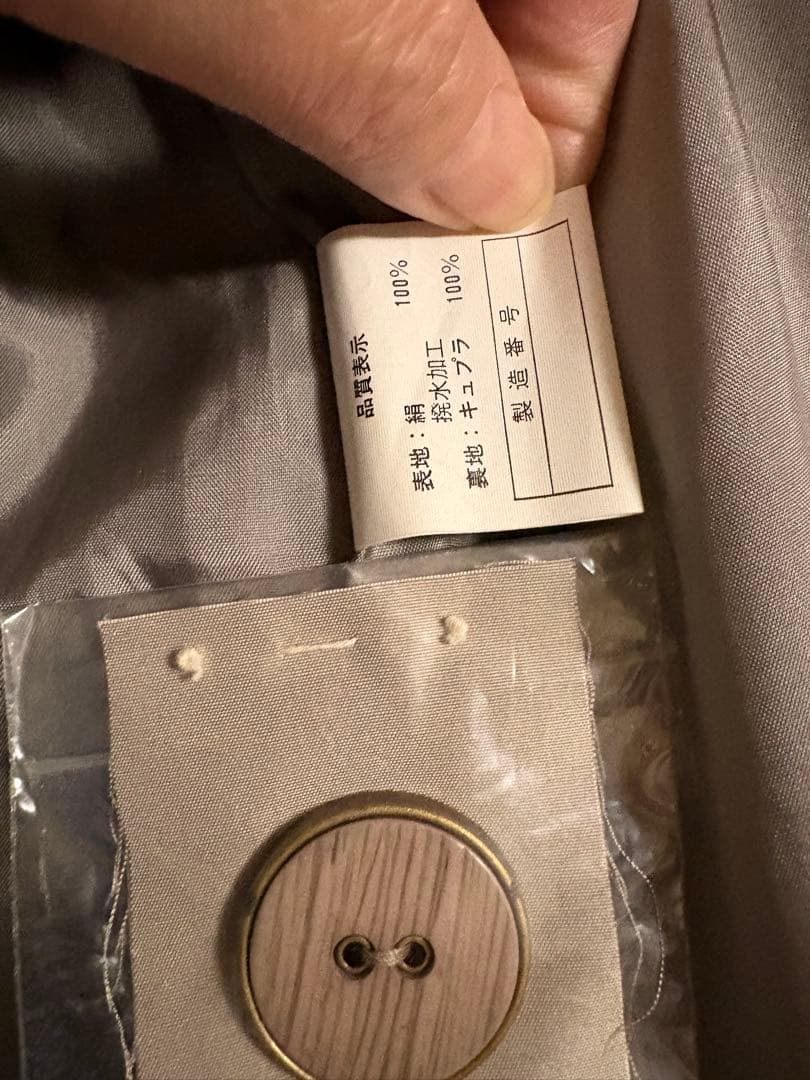 品質表示
表地：絹 100%
撥水加工
裏地：キュプラ 100%
製造番号